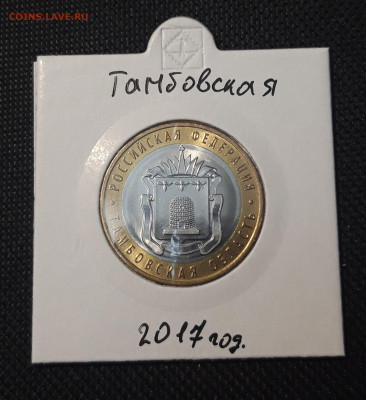 COINS.LAVE.RU
Тамбовская
РОССИЙСКАЯ ФЕДЕРАЦИЯ
ТАМБОВСКАЯ ОБЛАСТЬ
2017 год.